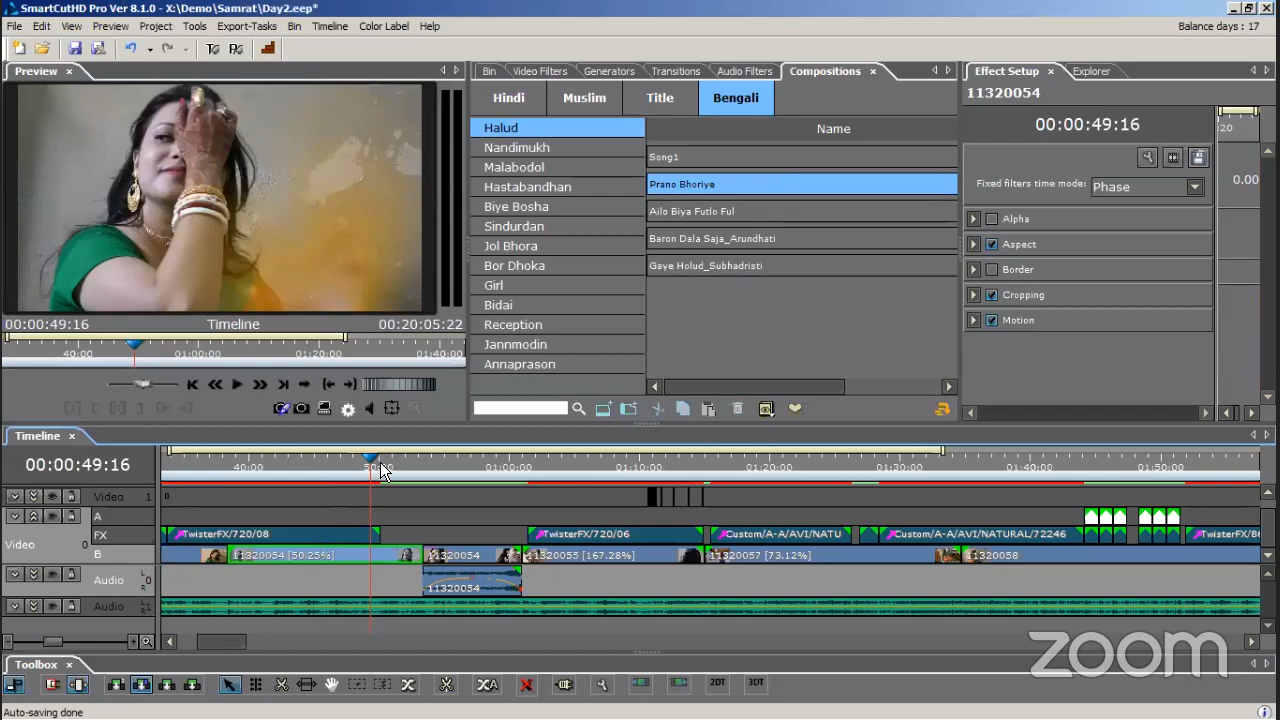 SmartCutHD Pro Ver 8.1.0 - X:\Demo\Samrat\Day2.eep*
File Edit View Preview Project Tools Export-Tasks Bin Timeline Color Label Help
Balance days : 17
Preview
00:00:49:16 Timeline 00:20:05:22
40:00 01:00:00 01:20:00 01:40:00
Bin Video Filters Generators Transitions Audio Filters Compositions
Hindi Muslim Title Bengali
Halud
Nandimukh
Malabodol
Hastabandhan
Biye Bosha
Sindurdan
Jol Bhora
Bor Dhoka
Girl
Bidai
Reception
Jannmodin
Annaprason
Name
Song1
Prano Bhoriye
Ailo Biya Futlo Ful
Baron Dala Saja_Arundhati
Gaye Holud_Subhadristi
Effect Setup Explorer
11320054
00:00:49:16
:20
0.00
Fixed filters time mode: Phase
Alpha
Aspect
Border
Cropping
Motion
Timeline
00:00:49:16
40:00 50:00 01:00:00 01:10:00 01:20:00 01:30:00 01:40:00 01:50:00
Video 1
A
FX TwisterFX/720/08 TwisterFX/720/06 Custom/A-A/AVI/NATU Custom/A-A/AVI/NATURAL/72246
Video 0
B 11320054 [50.25%] 11320054 11320055 [167.28%] 11320057 [73.12%] 11320058
Audio 0 L R
11320054
Audio
zoom
Toolbox
2DT 3DT
Auto-saving done